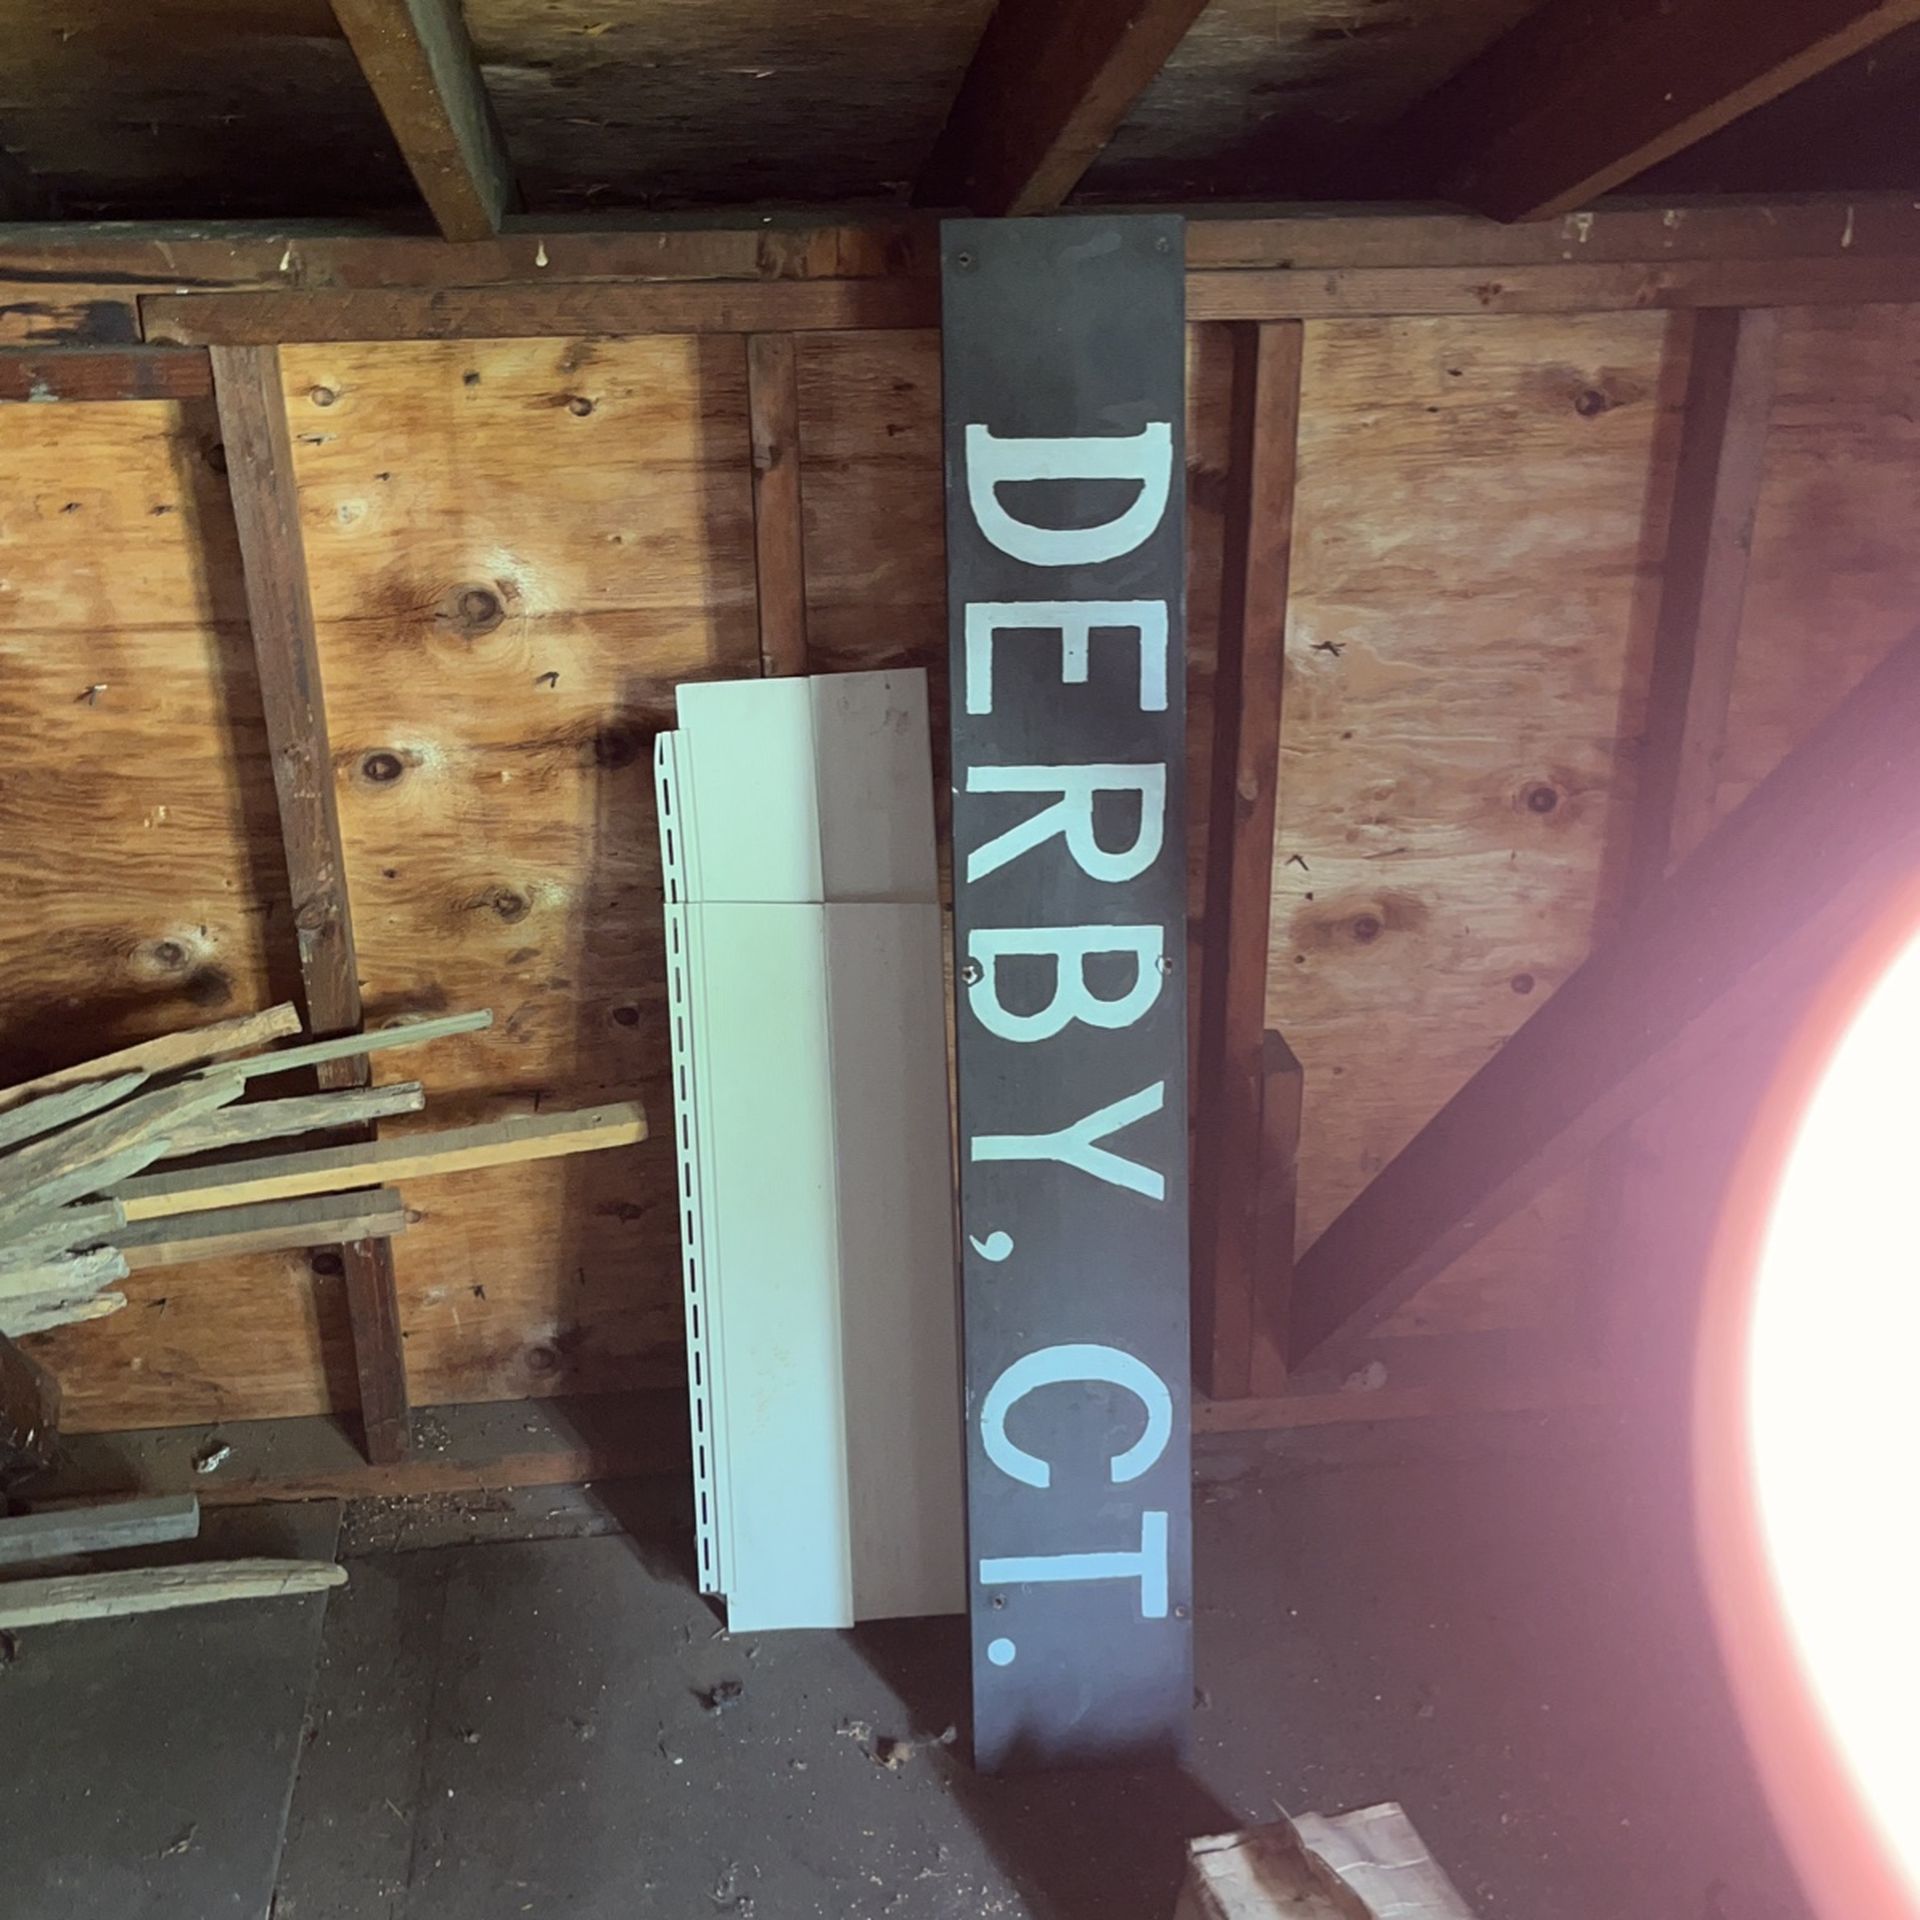 DERBY, CT.